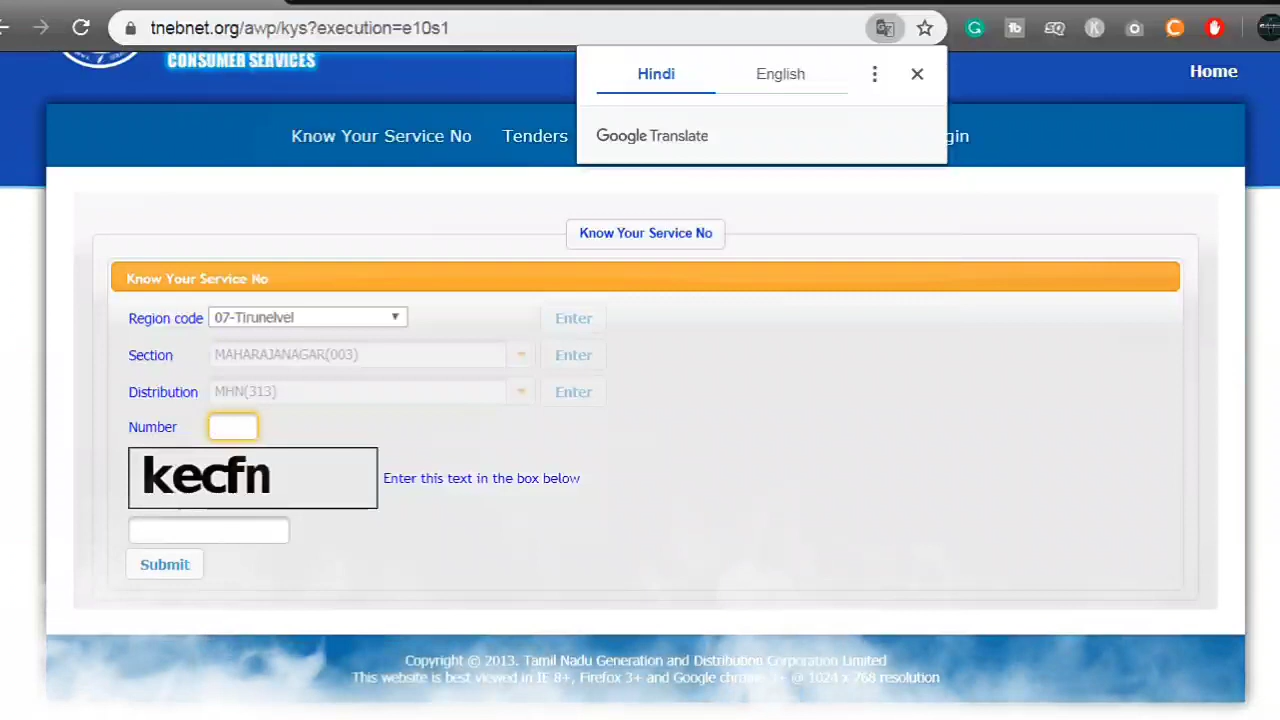 tnebnet.org/awp/kys?execution=e10s1
CONSUMER SERVICES
Hindi English
Google Translate
Home
Know Your Service No Tenders
Know Your Service No
Know Your Service No
Region code 07-Tirunelvel Enter
Section MAHARAJANAGAR(003) Enter
Distribution MHN(313) Enter
Number
kecfn Enter this text in the box below
Submit
Copyright © 2013. Tamil Nadu Generation and Distribution Corporation Limited
This website is best viewed in IE 8+, Firefox 3+ and Google chrome 3+ @ 1024 x 768 resolution